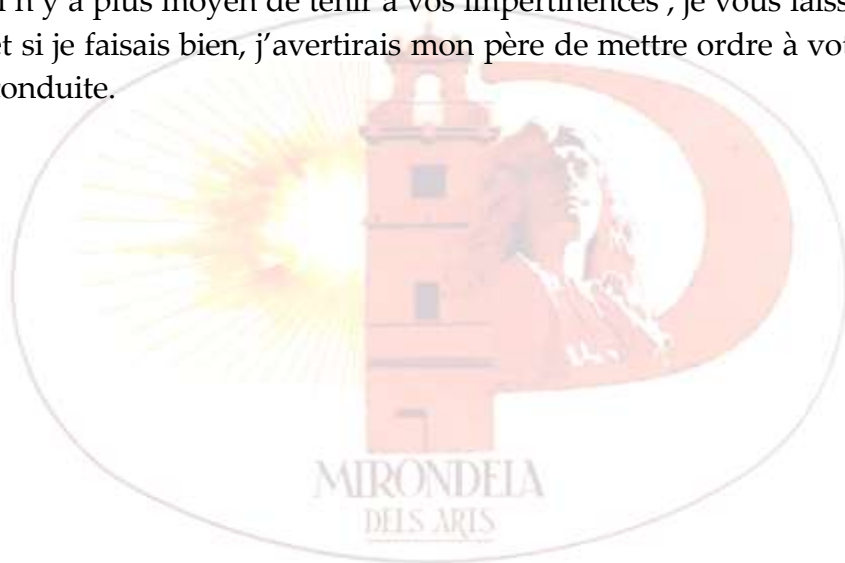 n'y a plus moyen de tenir à vos impertinences ; je vous laiss
et si je faisais bien, j'avertirais mon père de mettre ordre à vot
onduite.
MIRONDELA
DELS ARTS